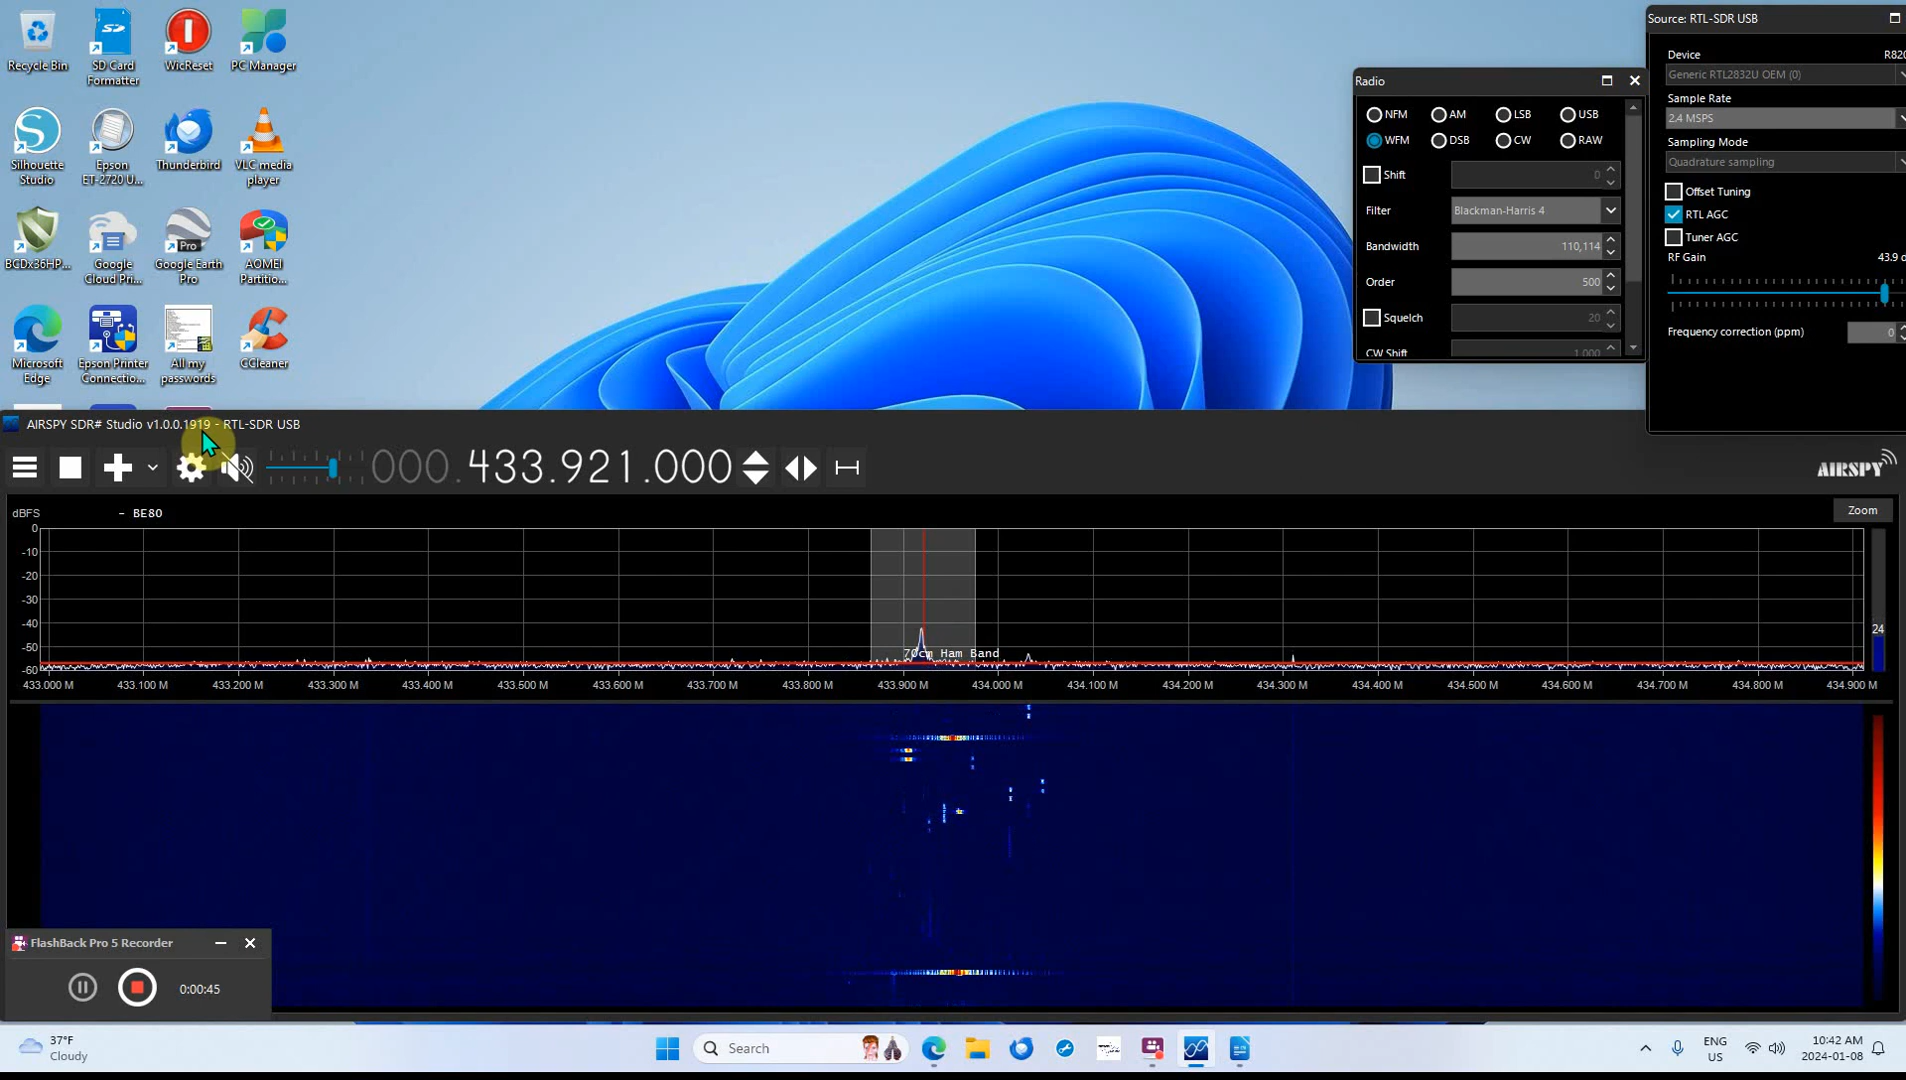 Recycle Bin
SD Card
Formatter
WicReset
PC Manager
Silhouette
Studio
Epson
ET-2720 U...
Thunderbird
VLC media
player
BCDx36HP...
Google
Cloud Pri...
Pro
Google Earth
Pro
AOMEI
Partitio...
Microsoft
Edge
Epson Printer
Connectio...
All my
passwords
CCleaner
Radio
NFM
AM
LSB
USB
WFM
DSB
CW
RAW
Shift
0
Filter
Blackman-Harris 4
Bandwidth
110,114
Order
500
Squelch
20
CW Shift
1,000
Source: RTL-SDR USB
Device
R820
Generic RTL2832U OEM (0)
Sample Rate
2.4 MSPS
Sampling Mode
Quadrature sampling
Offset Tuning
RTL AGC
Tuner AGC
RF Gain
43.9 d
Frequency correction (ppm)
0
AIRSPY SDR# Studio v1.0.0.1919 - RTL-SDR USB
000.433.921.000
AIRSPY
dBFS
- BE80
Zoom
0
-10
-20
-30
-40
-50
-60
24
70cm Ham Band
433.000 M 433.100 M 433.200 M 433.300 M 433.400 M 433.500 M 433.600 M 433.700 M 433.800 M 433.900 M 434.000 M 434.100 M 434.200 M 434.300 M 434.400 M 434.500 M 434.600 M 434.700 M 434.800 M 434.900 M
FlashBack Pro 5 Recorder
0:00:45
37°F
Cloudy
Search
ENG
US
10:42 AM
2024-01-08